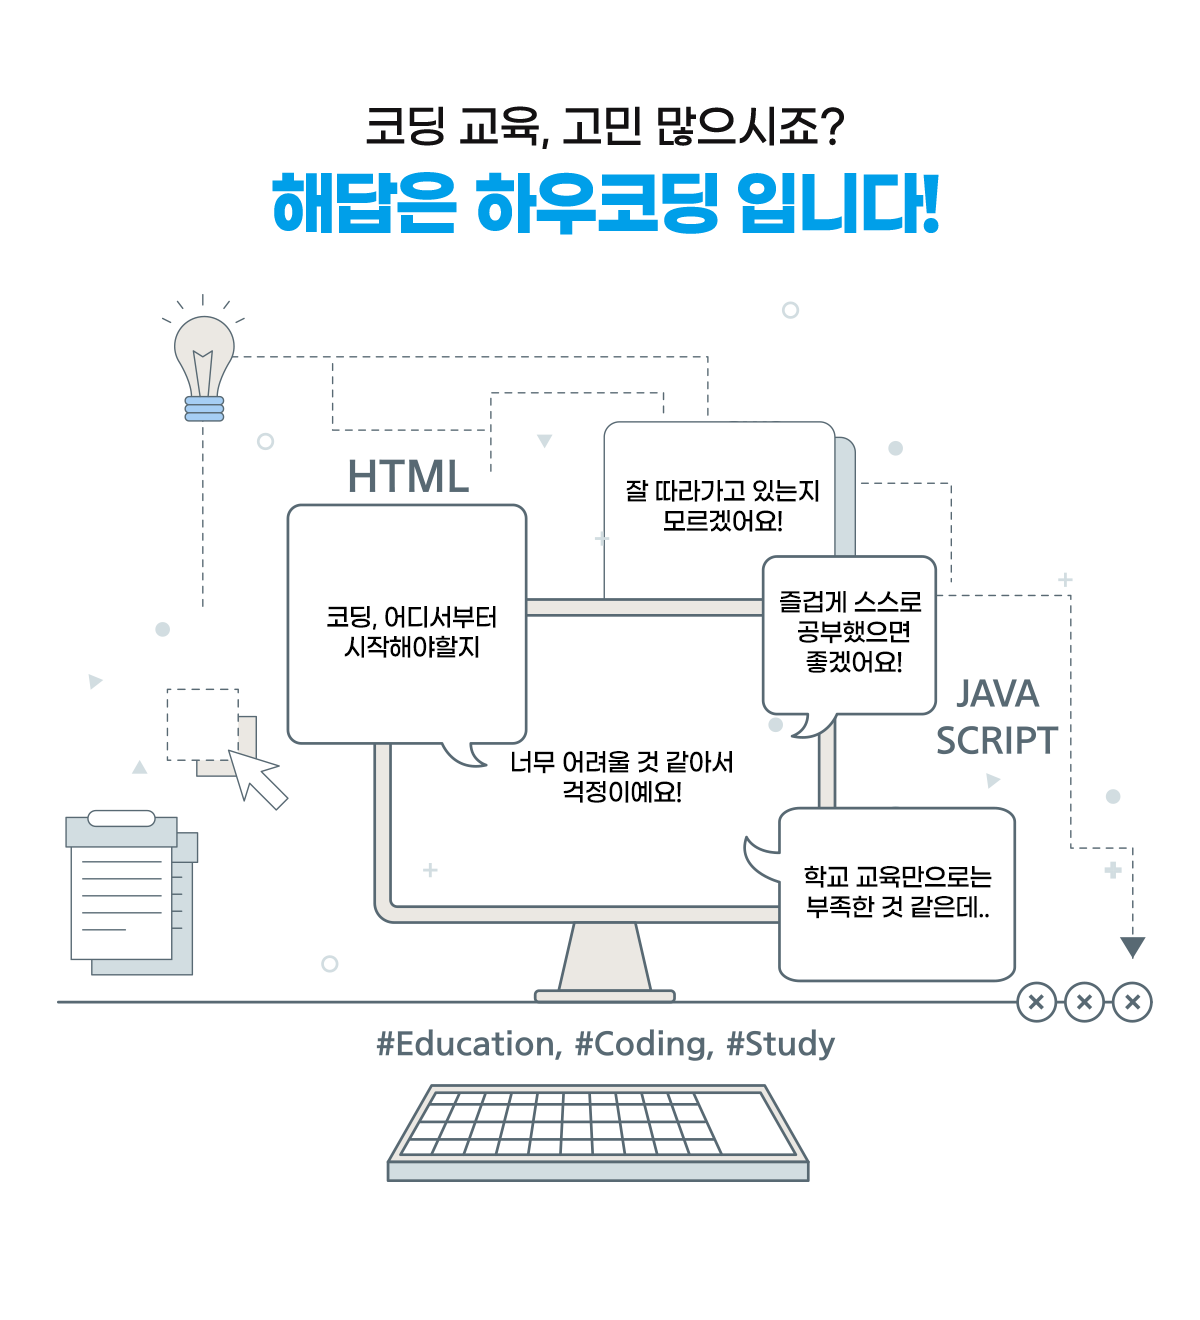 코딩 교육, 고민 많으시죠?
해답은 하우코딩 입니다!
HTML
잘 따라가고 있는지
모르겠어요!
코딩, 어디서부터
시작해야할지
즐겁게 스스로
공부했으면
좋겠어요!
JAVA
SCRIPT
너무 어려울 것 같아서
걱정이예요!
학교 교육만으로는
부족한 것 같은데..
#Education, #Coding, #Study